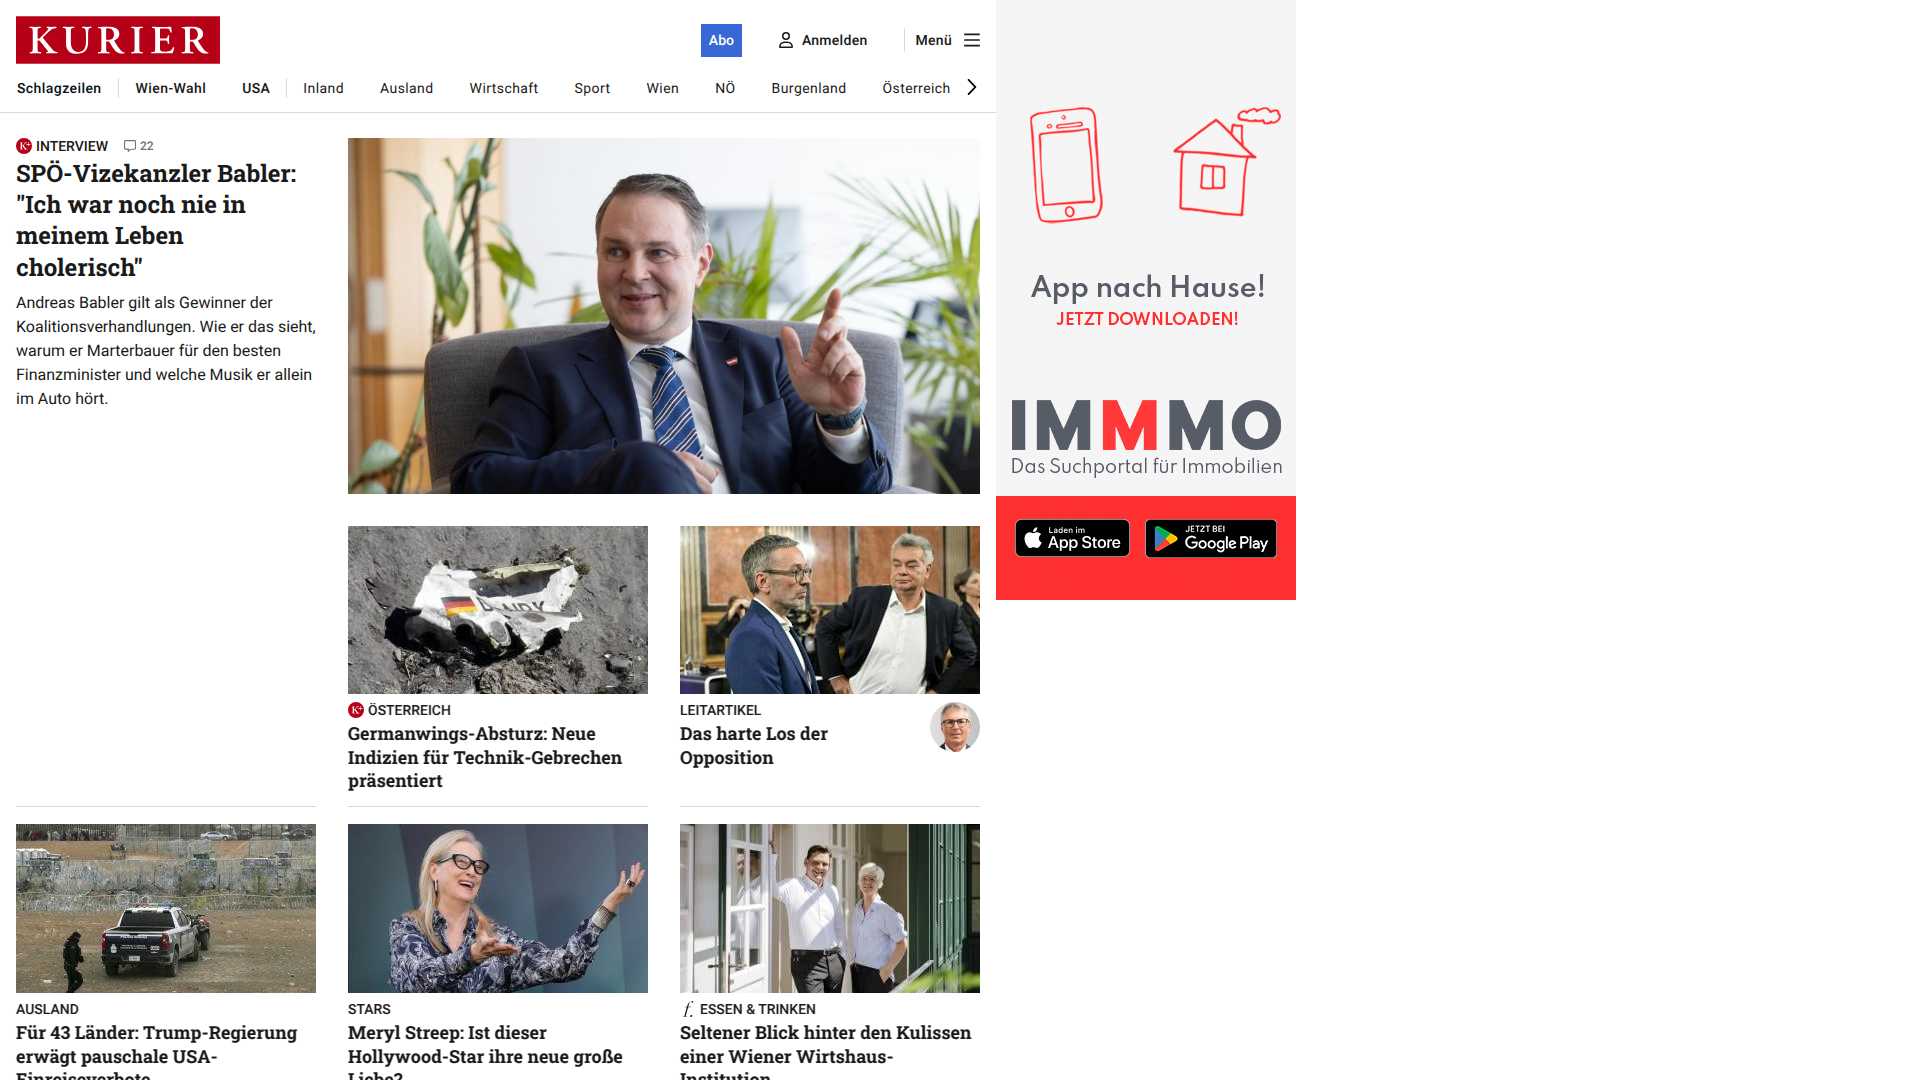 KURIER
Abo
Anmelden
Menü
Schlagzeilen
Wien-Wahl
USA
Inland
Ausland
Wirtschaft
Sport
Wien
NÖ
Burgenland
Österreich
K+ INTERVIEW 22
SPÖ-Vizekanzler Babler:
"Ich war noch nie in
meinem Leben
cholerisch"
Andreas Babler gilt als Gewinner der
Koalitionsverhandlungen. Wie er das sieht,
warum er Marterbauer für den besten
Finanzminister und welche Musik er allein
im Auto hört.
K+ ÖSTERREICH
Germanwings-Absturz: Neue
Indizien für Technik-Gebrechen
präsentiert
LEITARTIKEL
Das harte Los der
Opposition
AUSLAND
Für 43 Länder: Trump-Regierung
erwägt pauschale USA-
Einreiseverbote
STARS
Meryl Streep: Ist dieser
Hollywood-Star ihre neue große
Liebe?
f. ESSEN & TRINKEN
Seltener Blick hinter den Kulissen
einer Wiener Wirtshaus-
Institution
App nach Hause!
JETZT DOWNLOADEN!
IMMMO
Das Suchportal für Immobilien
Laden im
App Store
JETZT BEI
Google Play